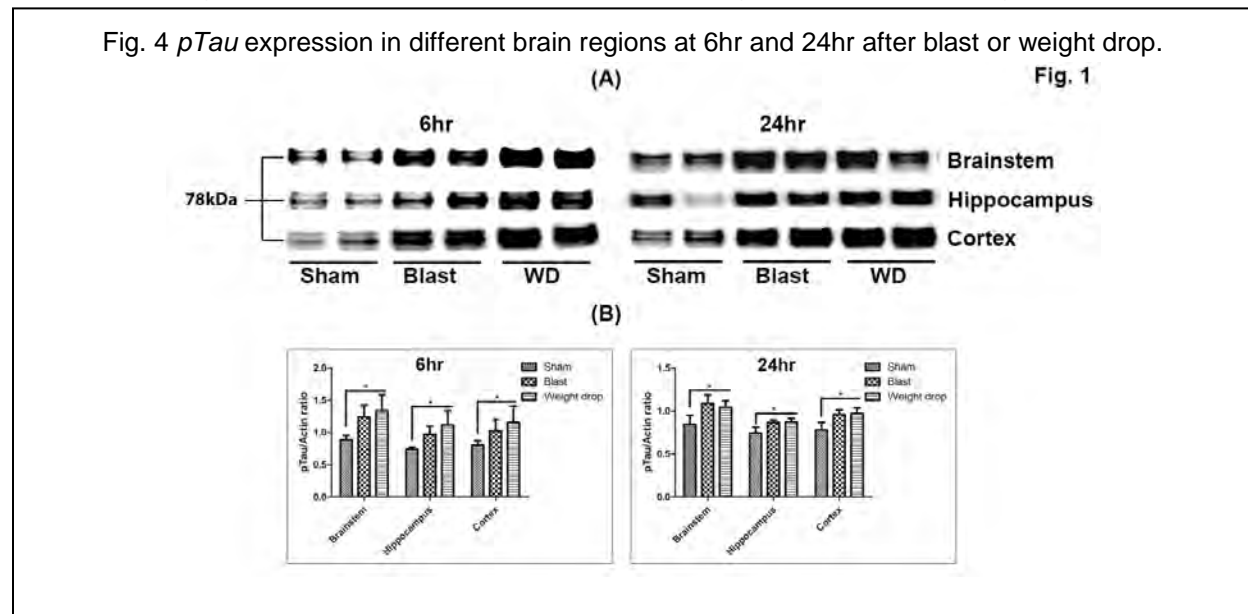 Fig. 4 pTau expression in different brain regions at 6hr and 24hr after blast or weight drop.
(A)
Fig. 1
6hr
24hr
Brainstem
78kDa
Hippocampus
Cortex
Sham
Blast
WD
Sham
Blast
WD
(B)
6hr
Sham
Blast
Weight drop
pTau/Actin ratio
2.0
1.5
1.0
0.5
0.0
*
*
*
Brainstem
Hippocampus
Cortex
24hr
Sham
Blast
Weight drop
pTau/Actin ratio
1.5
1.0
0.5
0.0
*
*
*
Brainstem
Hippocampus
Cortex